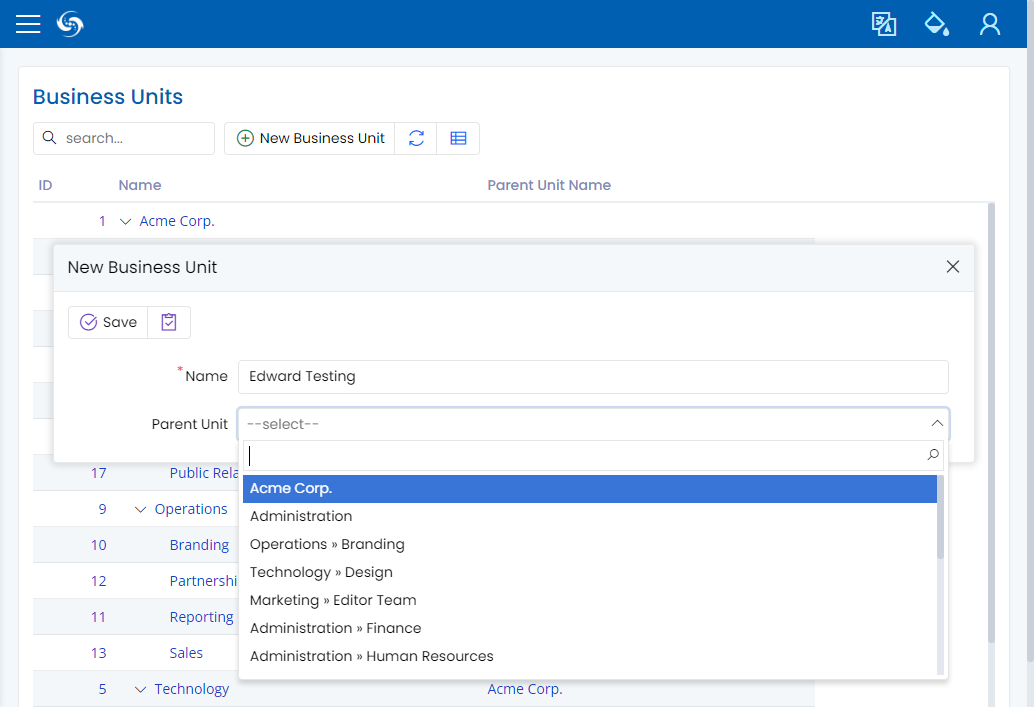 Business Units
search...
New Business Unit
ID Name Parent Unit Name
1 Acme Corp.
New Business Unit
Save
*Name Edward Testing
Parent Unit --select--
17 Public Rela
Acme Corp.
9 Operations
Administration
10 Branding
Operations » Branding
12 Partnershi
Technology » Design
Marketing » Editor Team
11 Reporting
Administration » Finance
13 Sales
Administration » Human Resources
5 Technology Acme Corp.